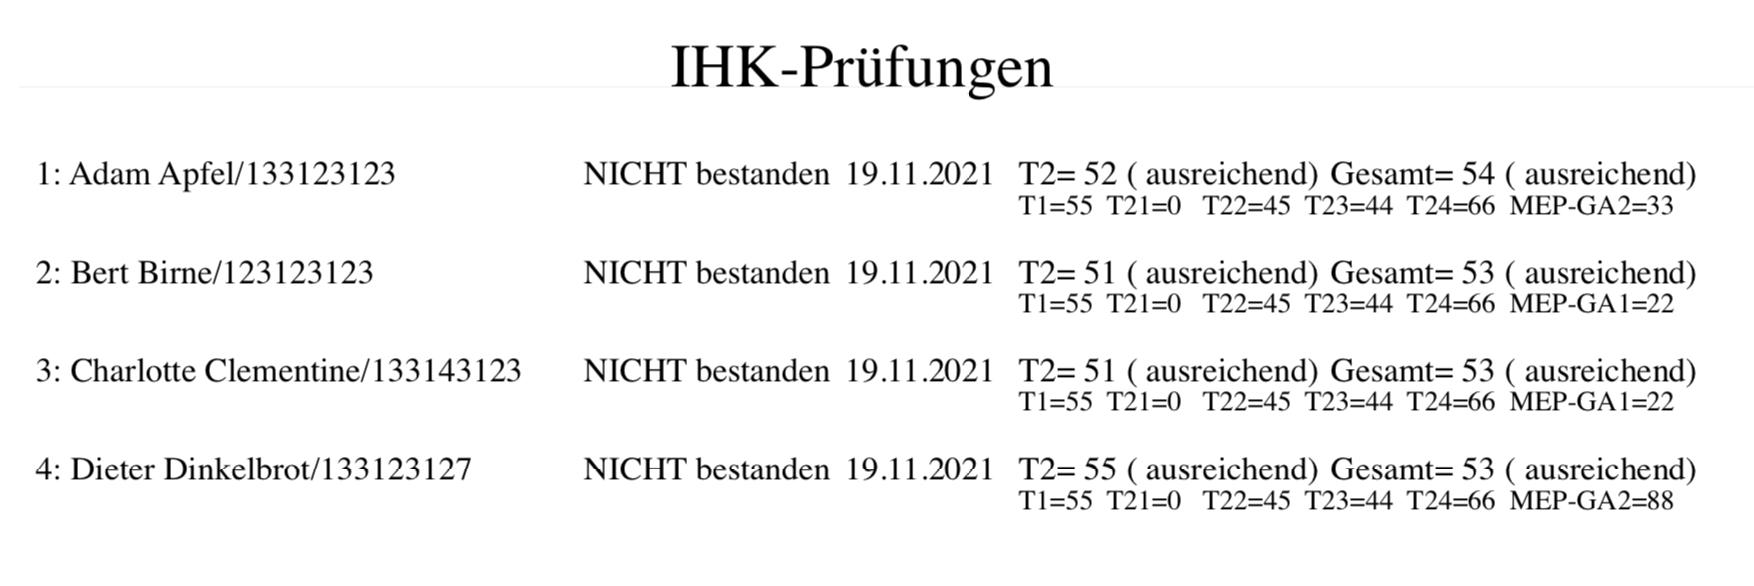 IHK-Prüfungen
1: Adam Apfel/133123123 NICHT bestanden 19.11.2021 T2= 52 ( ausreichend) Gesamt= 54 ( ausreichend)
T1=55 T21=0 T22=45 T23=44 T24=66 MEP-GA2=33
2: Bert Birne/123123123 NICHT bestanden 19.11.2021 T2= 51 ( ausreichend) Gesamt= 53 ( ausreichend)
T1=55 T21=0 T22=45 T23=44 T24=66 MEP-GA1=22
3: Charlotte Clementine/133143123 NICHT bestanden 19.11.2021 T2= 51 ( ausreichend) Gesamt= 53 ( ausreichend)
T1=55 T21=0 T22=45 T23=44 T24=66 MEP-GA1=22
4: Dieter Dinkelbrot/133123127 NICHT bestanden 19.11.2021 T2= 55 ( ausreichend) Gesamt= 53 ( ausreichend)
T1=55 T21=0 T22=45 T23=44 T24=66 MEP-GA2=88